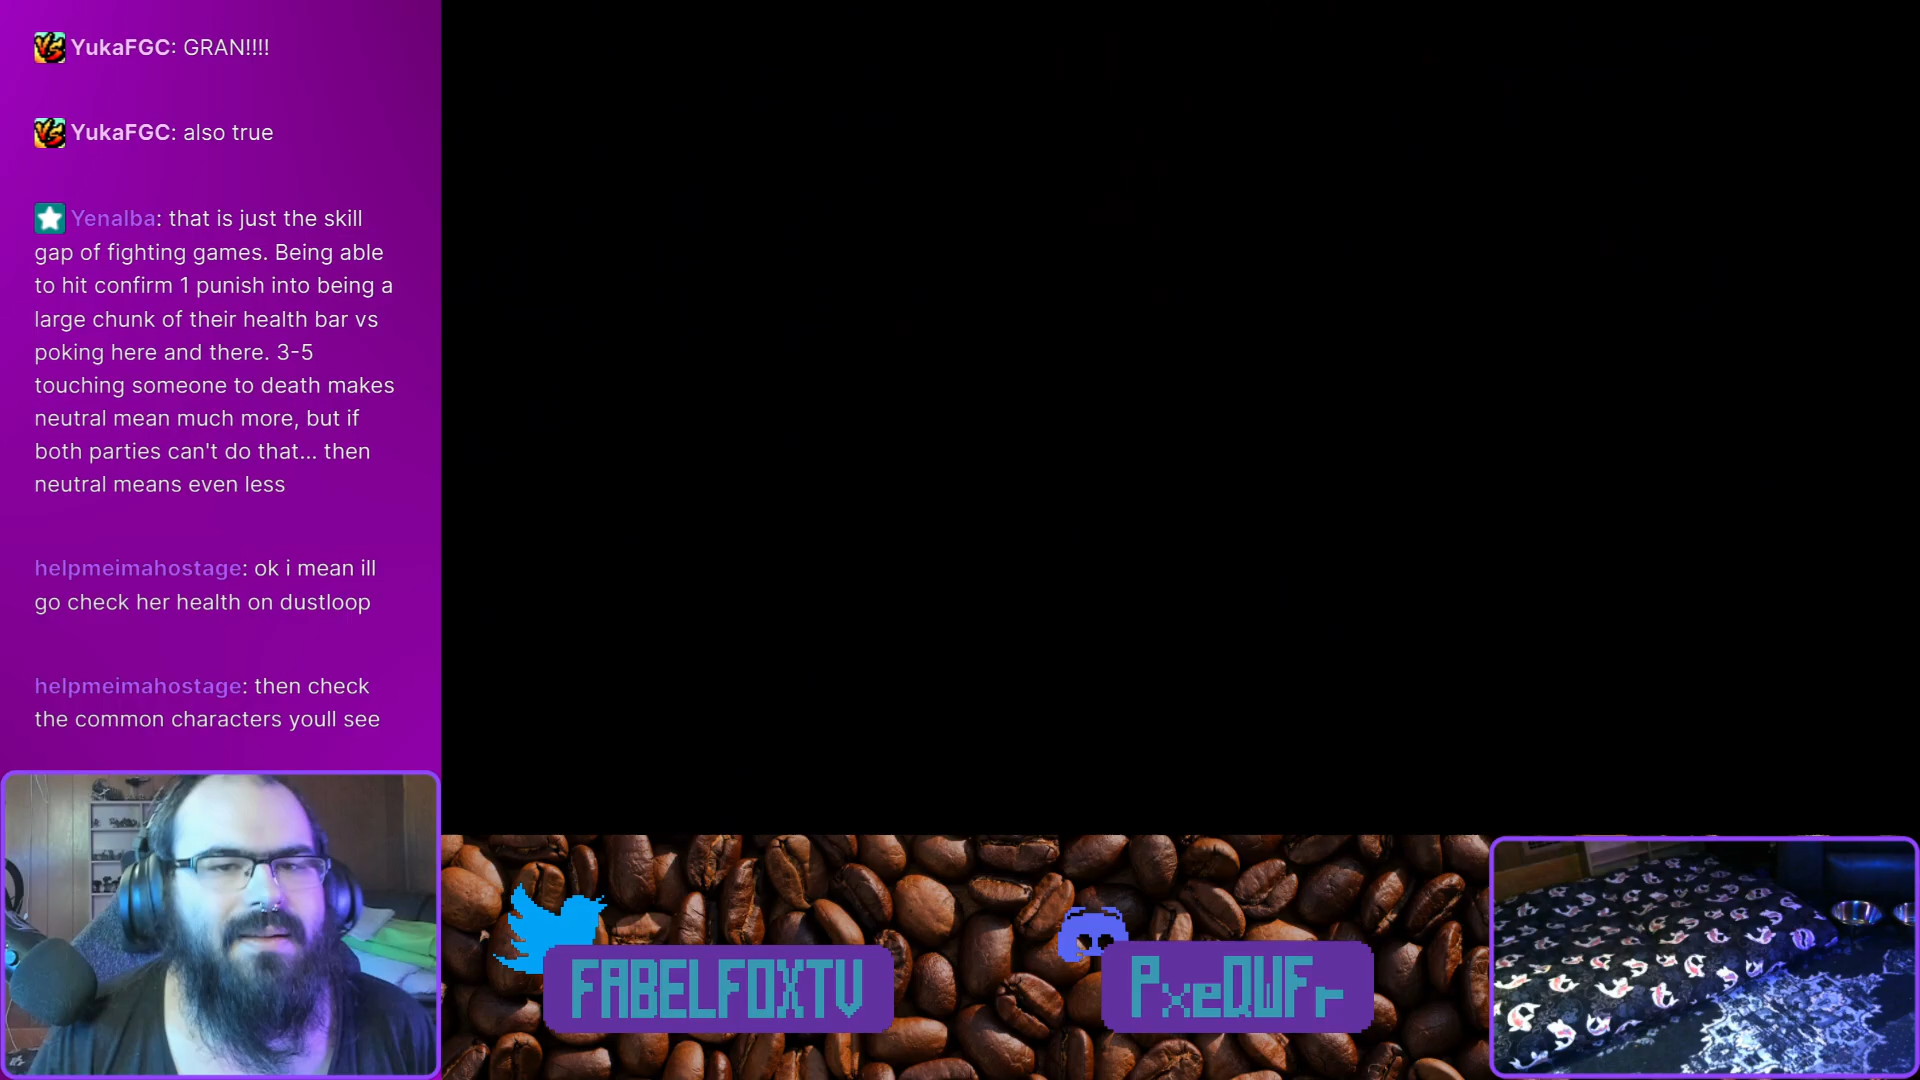 YukaFGC: GRAN!!!!
YukaFGC: also true
Yenalba: that is just the skill
gap of fighting games. Being able
to hit confirm 1 punish into being a
large chunk of their health bar vs
poking here and there. 3-5
touching someone to death makes
neutral mean much more, but if
both parties can't do that... then
neutral means even less
helpmeimahostage: ok i mean ill
go check her health on dustloop
helpmeimahostage: then check
the common characters youll see
FABELFOXTV
PxeQWFr